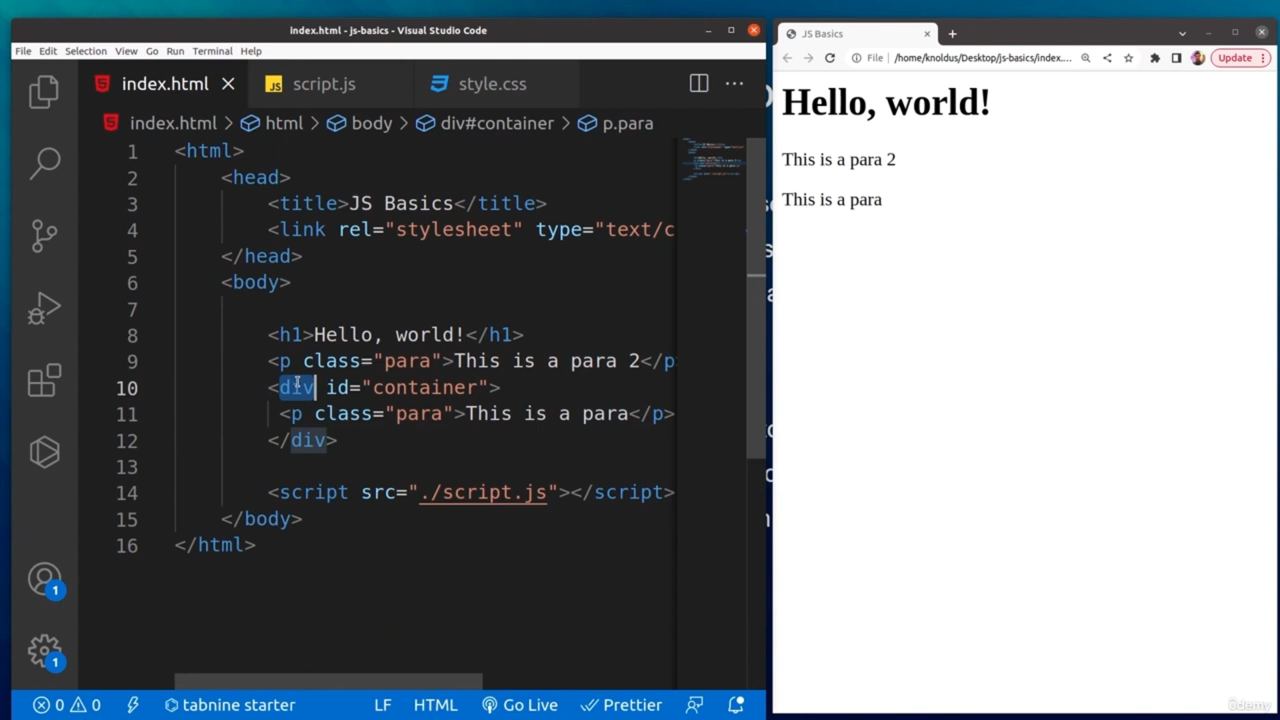 index.html - js-basics - Visual Studio Code
File Edit Selection View Go Run Terminal Help
index.html
JS script.js
style.css
index.html > html > body > div#container > p.para
1 <html>
2 <head>
3 <title>JS Basics</title>
4 <link rel="stylesheet" type="text/c
5 </head>
6 <body>
7
8 <h1>Hello, world!</h1>
9 <p class="para">This is a para 2</p>
10 <div id="container">
11 <p class="para">This is a para</p>
12 </div>
13
14 <script src="./script.js"></script>
15 </body>
16 </html>
1
1
0 0 tabnine starter LF HTML Go Live Prettier
JS Basics
File /home/knoldus/Desktop/js-basics/index.... Update
Hello, world!
This is a para 2
This is a para
ûdemy